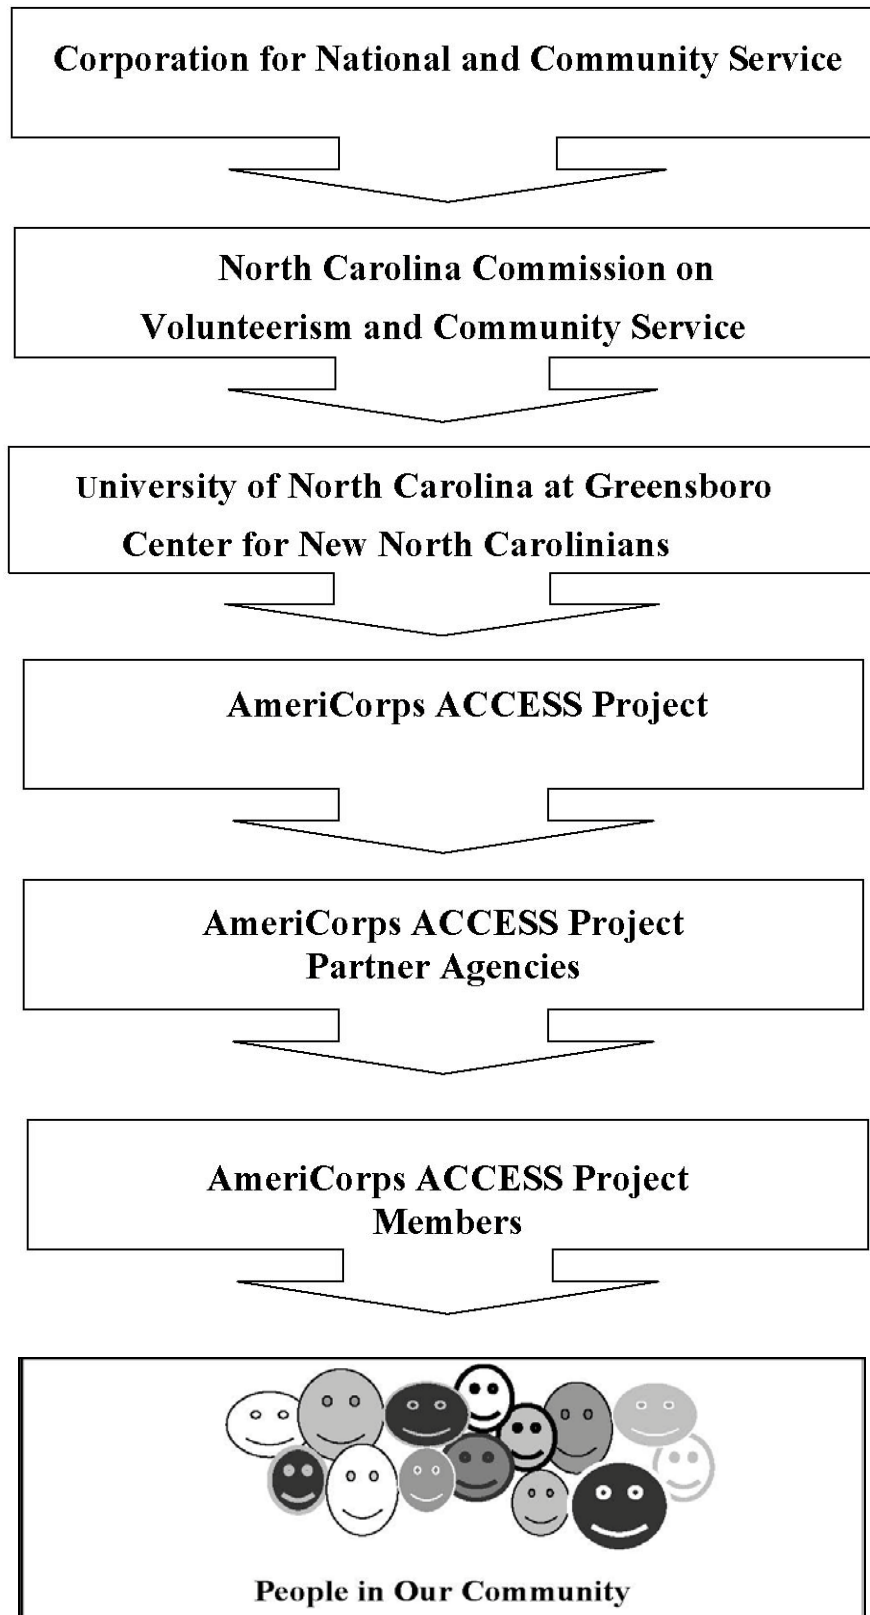 Corporation for National and Community Service
North Carolina Commission on
Volunteerism and Community Service
University of North Carolina at Greensboro
Center for New North Carolinians
AmeriCorps ACCESS Project
AmeriCorps ACCESS Project
Partner Agencies
AmeriCorps ACCESS Project
Members
People in Our Community